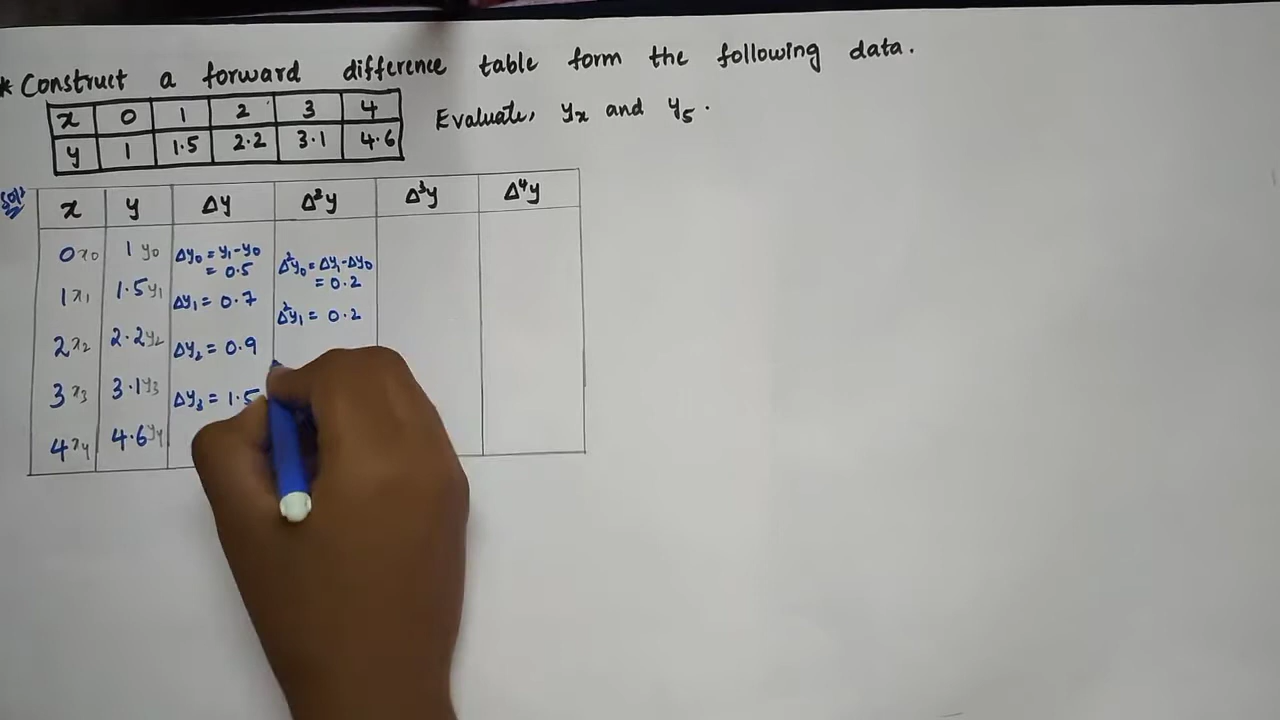 * Construct a forward difference table form the following data.
x 0 1 2 3 4
Evaluate, yx and y5.
y 1 1.5 2.2 3.1 4.6
Soln
x y Δy Δ²y Δ³y Δ⁴y
0 x0 1 y0 Δy0 = y1-y0
= 0.5
Δ²y0 = Δy1-Δy0
= 0.2
1 x1 1.5 y1 Δy1 = 0.7
Δ²y1 = 0.2
2 x2 2.2 y2 Δy2 = 0.9
3 x3 3.1 y3 Δy3 = 1.5
4 x4 4.6 y4